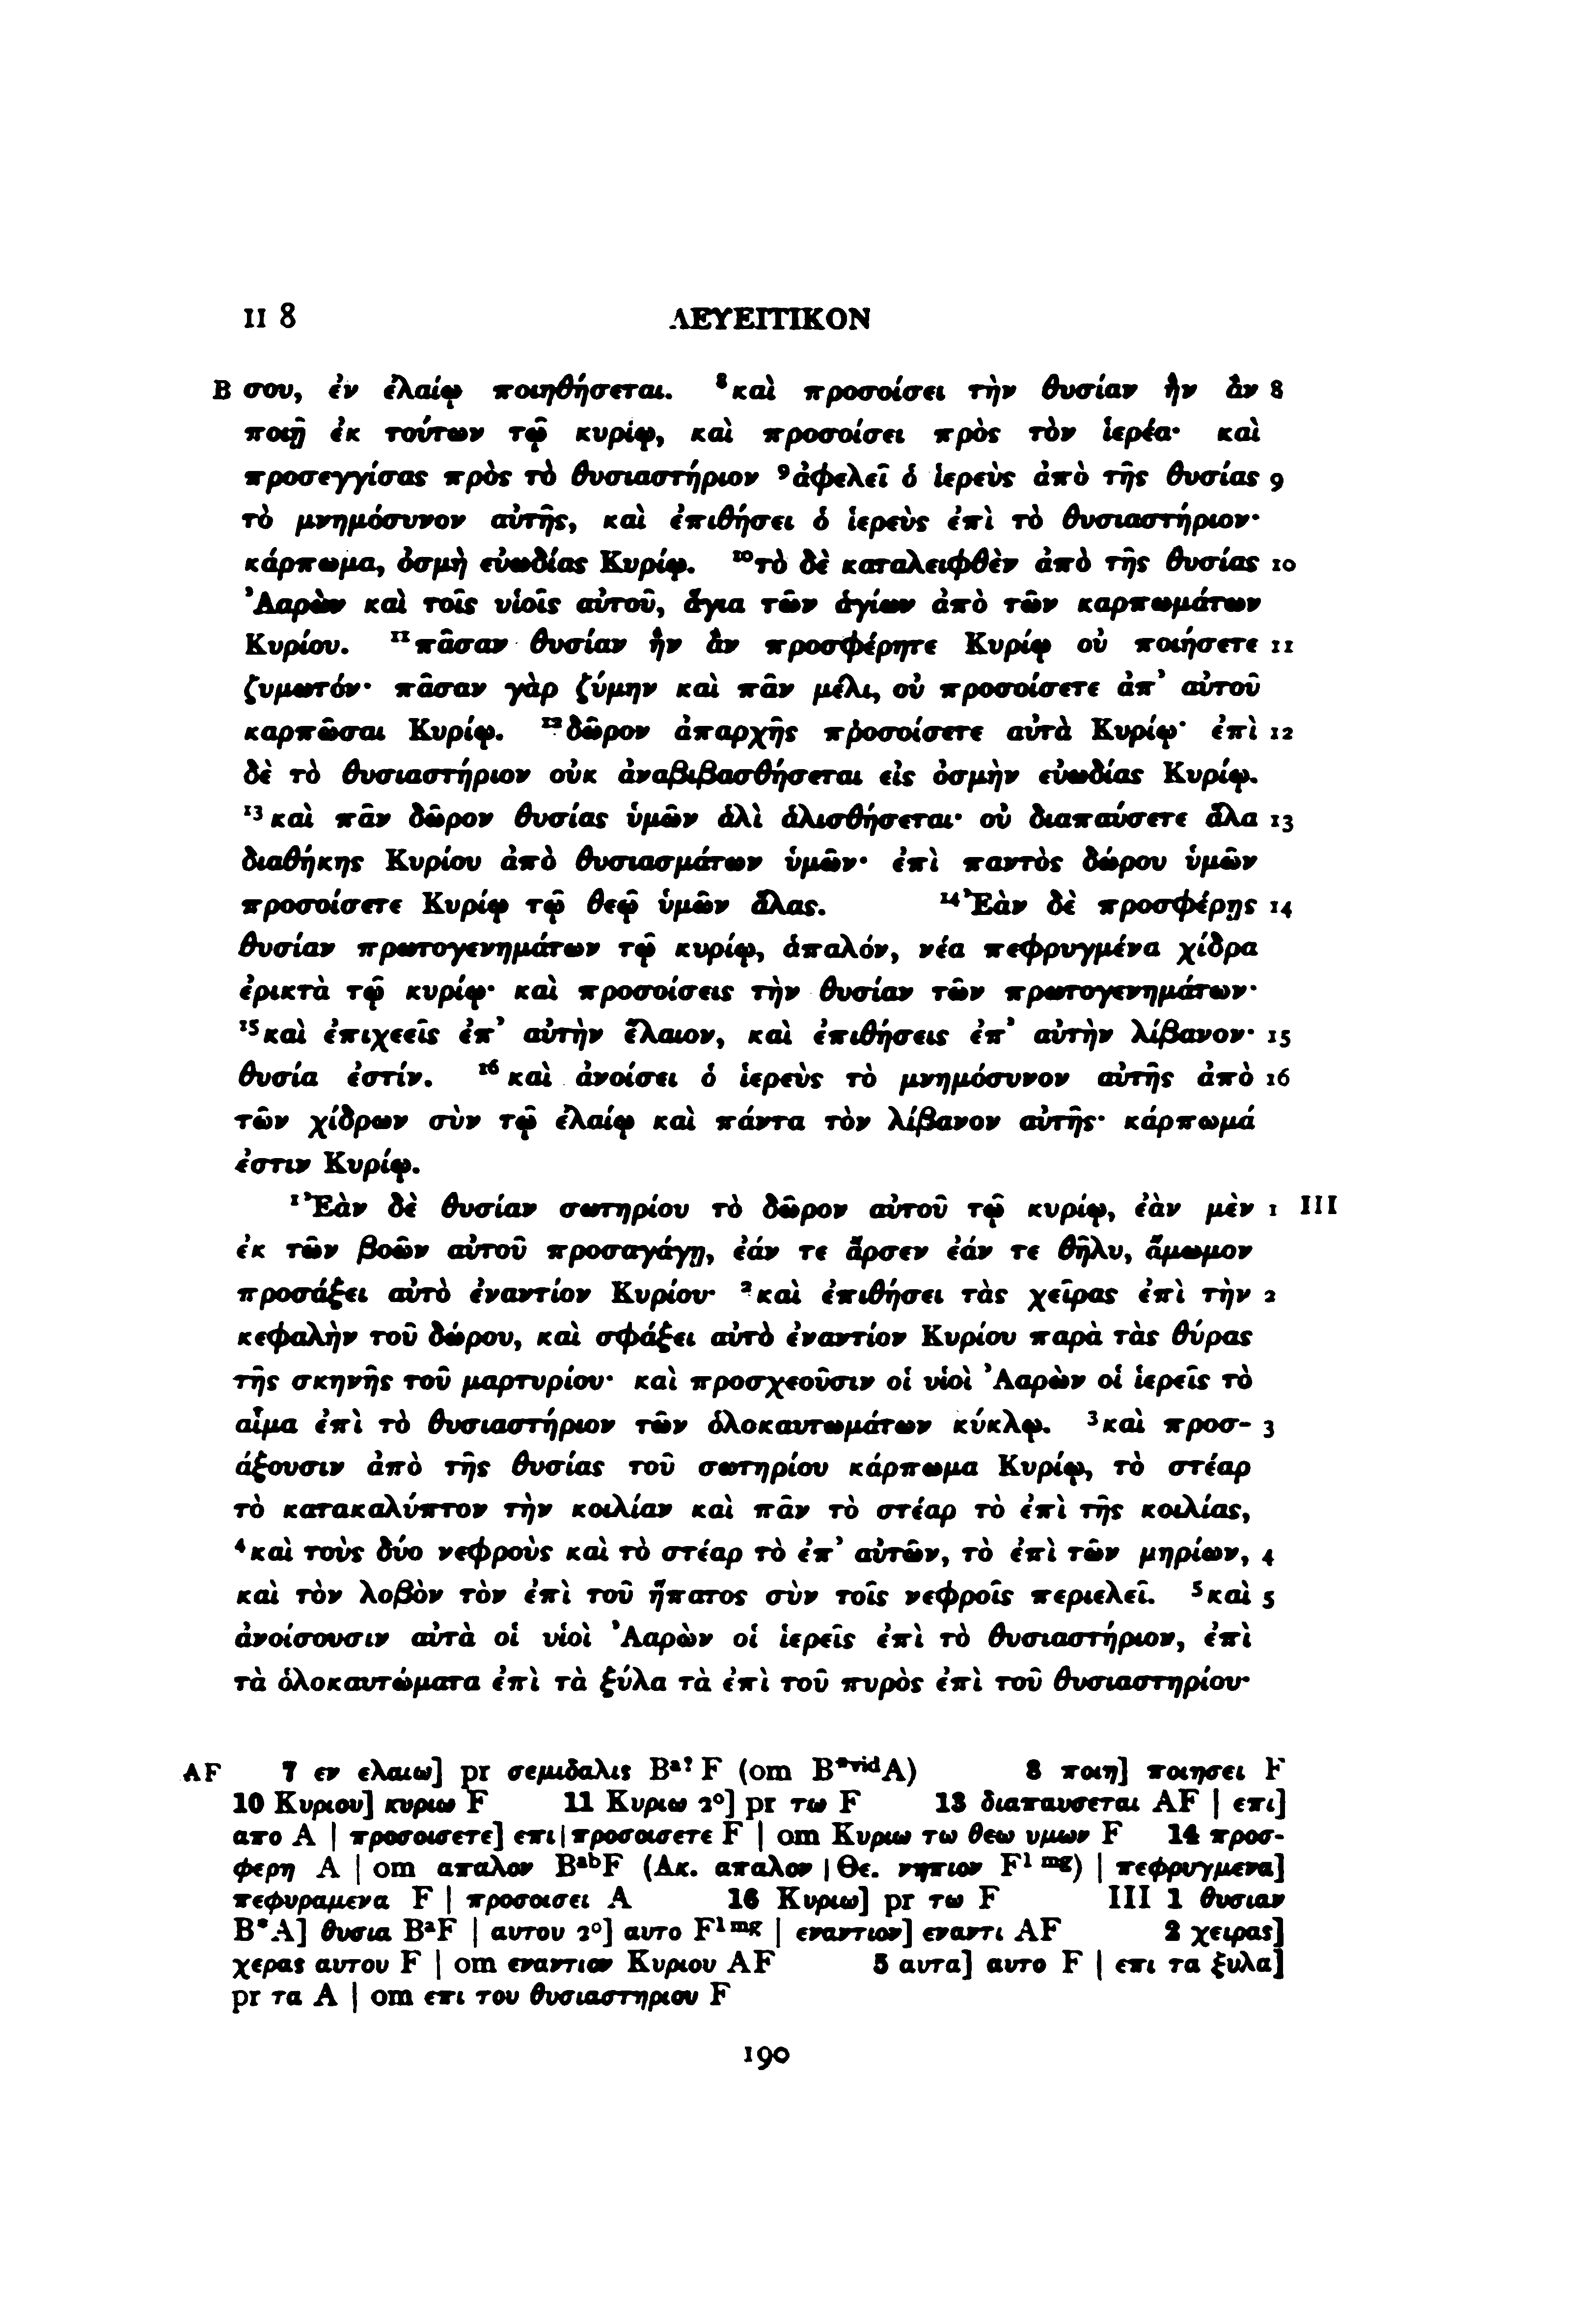 II 8 ΛΕΥΕΙΤΙΚΟΝ
B σου, ἐν ἐλαίῳ ποιηθήσεται. ⁸καὶ προσοίσει τὴν θυσίαν ἣν ἂν 8
ποιῇ ἐκ τούτων τῷ κυρίῳ, καὶ προσοίσει πρὸς τὸν ἱερέα· καὶ
προσεγγίσας πρὸς τὸ θυσιαστήριον ⁹ἀφελεῖ ὁ ἱερεὺς ἀπὸ τῆς θυσίας 9
τὸ μνημόσυνον αὐτῆς, καὶ ἐπιθήσει ὁ ἱερεὺς ἐπὶ τὸ θυσιαστήριον·
κάρπωμα, ὀσμὴ εὐωδίας Κυρίῳ. ¹⁰τὸ δὲ καταλειφθὲν ἀπὸ τῆς θυσίας 10
Ἀαρὼν καὶ τοῖς υἱοῖς αὐτοῦ, ἅγια τῶν ἁγίων ἀπὸ τῶν καρπωμάτων
Κυρίου. ¹¹πᾶσαν θυσίαν ἣν ἂν προσφέρητε Κυρίῳ οὐ ποιήσετε 11
ζυμωτόν· πᾶσαν γὰρ ζύμην καὶ πᾶν μέλι, οὐ προσοίσετε ἀπ’ αὐτοῦ
καρπῶσαι Κυρίῳ. ¹²δῶρον ἀπαρχῆς προσοίσετε αὐτὰ Κυρίῳ· ἐπὶ 12
δὲ τὸ θυσιαστήριον οὐκ ἀναβιβασθήσεται εἰς ὀσμὴν εὐωδίας Κυρίῳ.
¹³καὶ πᾶν δῶρον θυσίας ὑμῶν ἁλὶ ἁλισθήσεται· οὐ διαπαύσετε ἅλα 13
διαθήκης Κυρίου ἀπὸ θυσιασμάτων ὑμῶν· ἐπὶ παντὸς δώρου ὑμῶν
προσοίσετε Κυρίῳ τῷ θεῷ ὑμῶν ἅλας. ¹⁴Ἐὰν δὲ προσφέρῃς 14
θυσίαν πρωτογενημάτων τῷ κυρίῳ, ἁπαλόν, νέα πεφρυγμένα χίδρα
ἐρικτὰ τῷ κυρίῳ· καὶ προσοίσεις τὴν θυσίαν τῶν πρωτογενημάτων·
¹⁵καὶ ἐπιχεεῖς ἐπ’ αὐτὴν ἔλαιον, καὶ ἐπιθήσεις ἐπ’ αὐτὴν λίβανον· 15
θυσία ἐστίν. ¹⁶καὶ ἀνοίσει ὁ ἱερεὺς τὸ μνημόσυνον αὐτῆς ἀπὸ 16
τῶν χίδρων σὺν τῷ ἐλαίῳ καὶ πάντα τὸν λίβανον αὐτῆς· κάρπωμά
ἐστιν Κυρίῳ.
¹Ἐὰν δὲ θυσίαν σωτηρίου τὸ δῶρον αὐτοῦ τῷ κυρίῳ, ἐὰν μὲν 1 III
ἐκ τῶν βοῶν αὐτοῦ προσαγάγῃ, ἐάν τε ἄρσεν ἐάν τε θῆλυ, ἄμωμον
προσάξει αὐτὸ ἐναντίον Κυρίου· ²καὶ ἐπιθήσει τὰς χεῖρας ἐπὶ τὴν 2
κεφαλὴν τοῦ δώρου, καὶ σφάξει αὐτὸ ἐναντίον Κυρίου παρὰ τὰς θύρας
τῆς σκηνῆς τοῦ μαρτυρίου· καὶ προσχεοῦσιν οἱ υἱοὶ Ἀαρὼν οἱ ἱερεῖς τὸ
αἷμα ἐπὶ τὸ θυσιαστήριον τῶν ὁλοκαυτωμάτων κύκλῳ. ³καὶ προσ- 3
άξουσιν ἀπὸ τῆς θυσίας τοῦ σωτηρίου κάρπωμα Κυρίῳ, τὸ στέαρ
τὸ κατακαλύπτον τὴν κοιλίαν καὶ πᾶν τὸ στέαρ τὸ ἐπὶ τῆς κοιλίας,
⁴καὶ τοὺς δύο νεφροὺς καὶ τὸ στέαρ τὸ ἐπ’ αὐτῶν, τὸ ἐπὶ τῶν μηρίων, 4
καὶ τὸν λοβὸν τὸν ἐπὶ τοῦ ἥπατος σὺν τοῖς νεφροῖς περιελεῖ. ⁵καὶ 5
ἀνοίσουσιν αὐτὰ οἱ υἱοὶ Ἀαρὼν οἱ ἱερεῖς ἐπὶ τὸ θυσιαστήριον, ἐπὶ
τὰ ὁλοκαυτώματα ἐπὶ τὰ ξύλα τὰ ἐπὶ τοῦ πυρὸς ἐπὶ τοῦ θυσιαστηρίου·
AF 7 εν ελαιω] pr σεμιδαλις Bᵃ? F (om B*ᵛⁱᵈA) 8 ποιη] ποιησει F
10 Κυριου] κυριω F 11 Κυριω 2°] pr τω F 13 διαπαυσεται AF | επι]
απο A | προσοισετε] επι|προσοισετε F | om Κυριω τω θεω υμων F 14 προσ-
φερη A | om απαλον BᵃᵇF (Ακ. απαλον | Θε. νηπιον F¹ ᵐᵍ) | πεφρυγμενα]
πεφυραμενα F | προσοισει A 16 Κυριω] pr τω F III 1 θυσιαν
B*A] θυσια BᵃF | αυτου 2°] αυτο F¹ᵐᵍ | εναντιον] εναντι AF 2 χειρας]
χερας αυτου F | om εναντιον Κυριου AF 5 αυτα] αυτο F | επι τα ξυλα]
pr τα A | om επι του θυσιαστηριου F
190